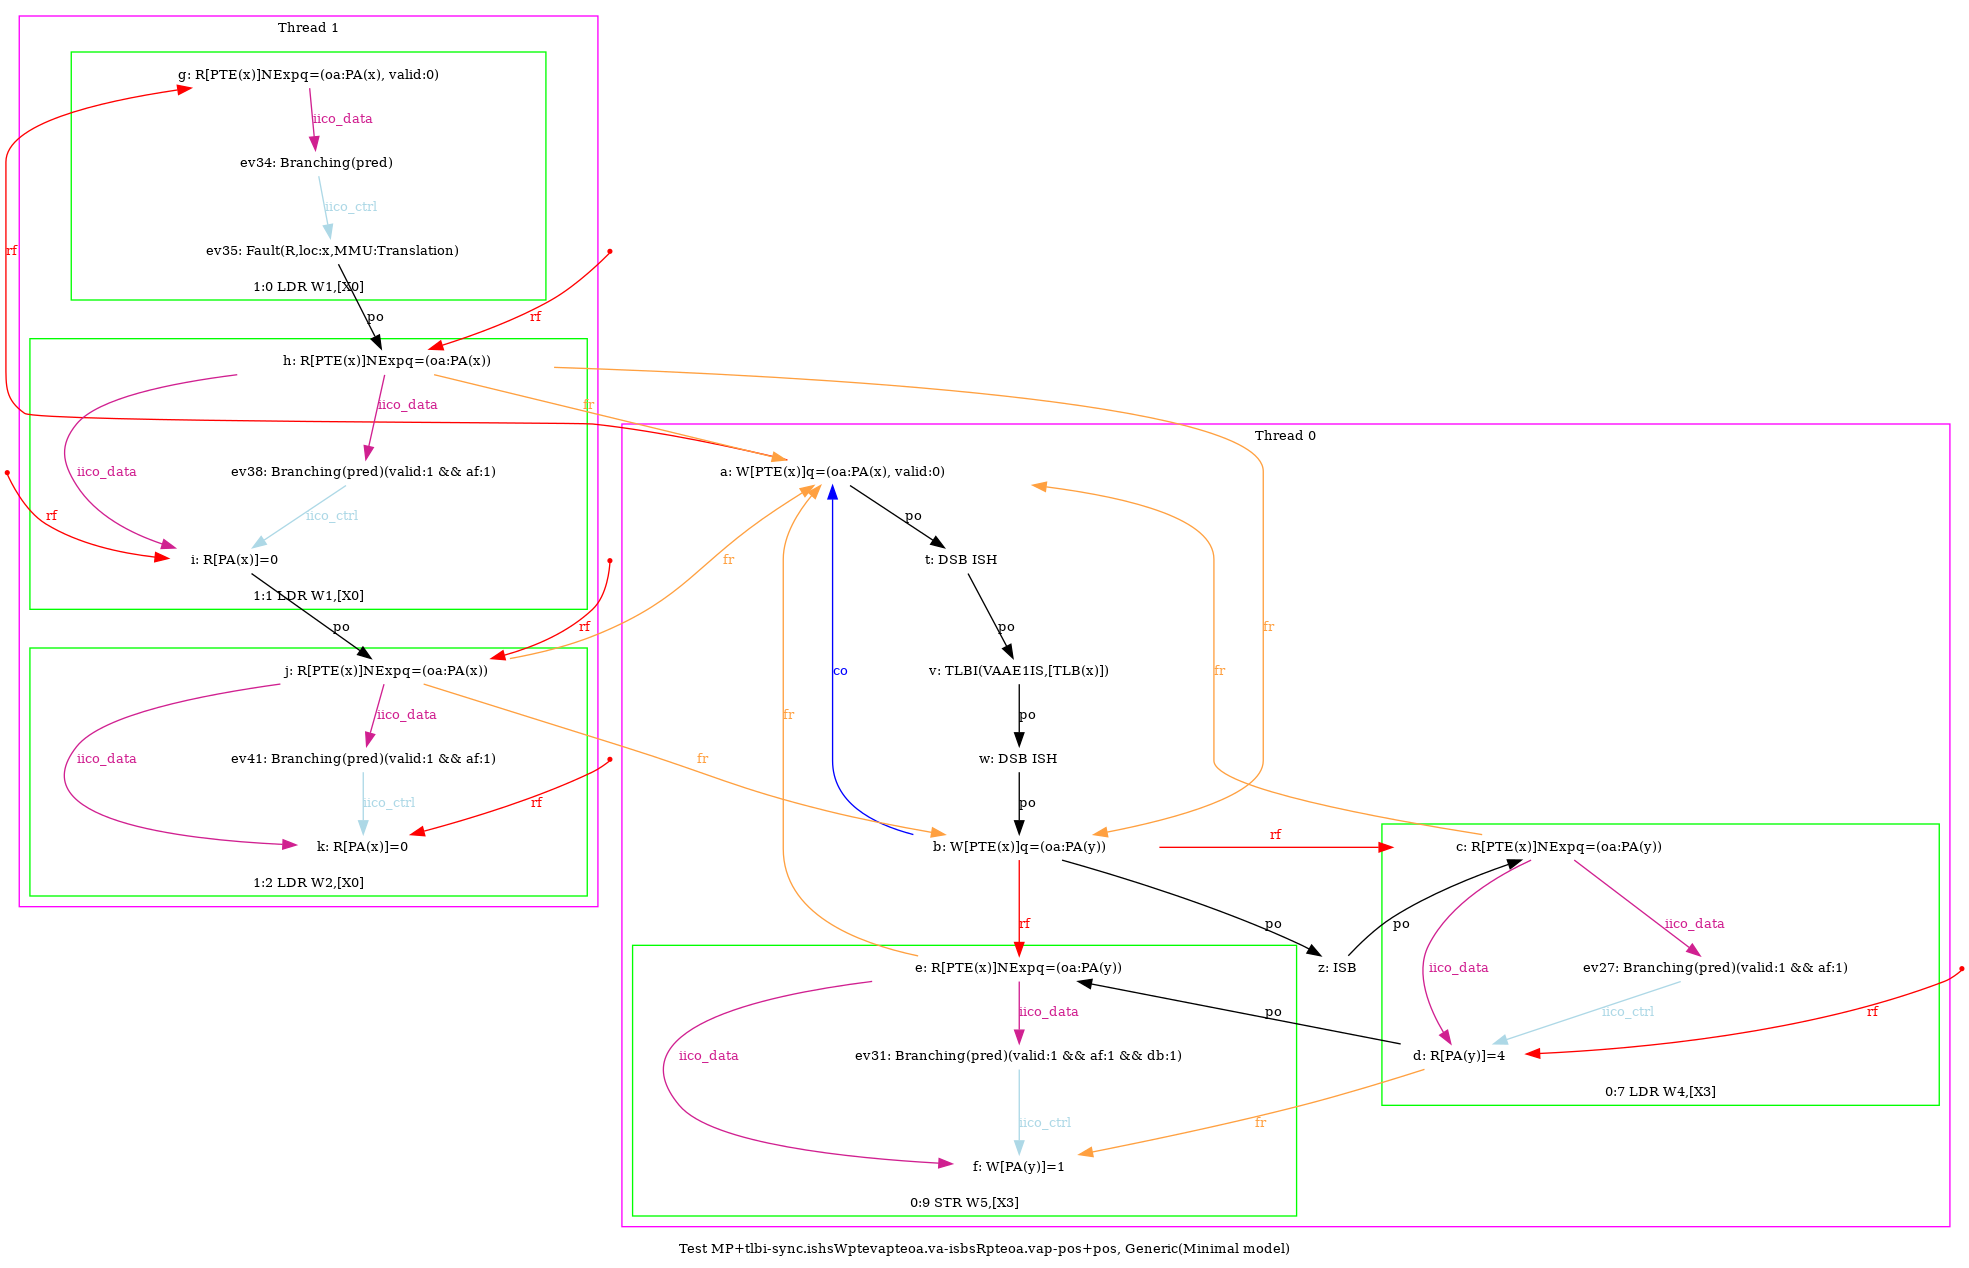 Thread 1
g: R[PTE(x)]NExpq=(oa:PA(x), valid:0)
iico_data
ev34: Branching(pred)
iico_ctrl
rf
ev35: Fault(R,loc:x,MMU:Translation)
1:0 LDR W1,[X0]
po
rf
h: R[PTE(x)]NExpq=(oa:PA(x))
iico_data
fr
iico_data
ev38: Branching(pred)(valid:1 && af:1)
rf
iico_ctrl
i: R[PA(x)]=0
1:1 LDR W1,[X0]
po
rf
j: R[PTE(x)]NExpq=(oa:PA(x))
iico_data
iico_data
ev41: Branching(pred)(valid:1 && af:1)
iico_ctrl
rf
k: R[PA(x)]=0
1:2 LDR W2,[X0]
Thread 0
a: W[PTE(x)]q=(oa:PA(x), valid:0)
po
t: DSB ISH
fr
po
fr
v: TLBI(VAAE1IS,[TLB(x)])
co
fr
fr
po
fr
w: DSB ISH
po
b: W[PTE(x)]q=(oa:PA(y))
rf
c: R[PTE(x)]NExpq=(oa:PA(y))
rf
po
po
iico_data
e: R[PTE(x)]NExpq=(oa:PA(y))
z: ISB
iico_data
ev27: Branching(pred)(valid:1 && af:1)
iico_data
po
iico_ctrl
rf
iico_data
ev31: Branching(pred)(valid:1 && af:1 && db:1)
d: R[PA(y)]=4
0:7 LDR W4,[X3]
iico_ctrl
fr
f: W[PA(y)]=1
0:9 STR W5,[X3]
Test MP+tlbi-sync.ishsWptevapteoa.va-isbsRpteoa.vap-pos+pos, Generic(Minimal model)